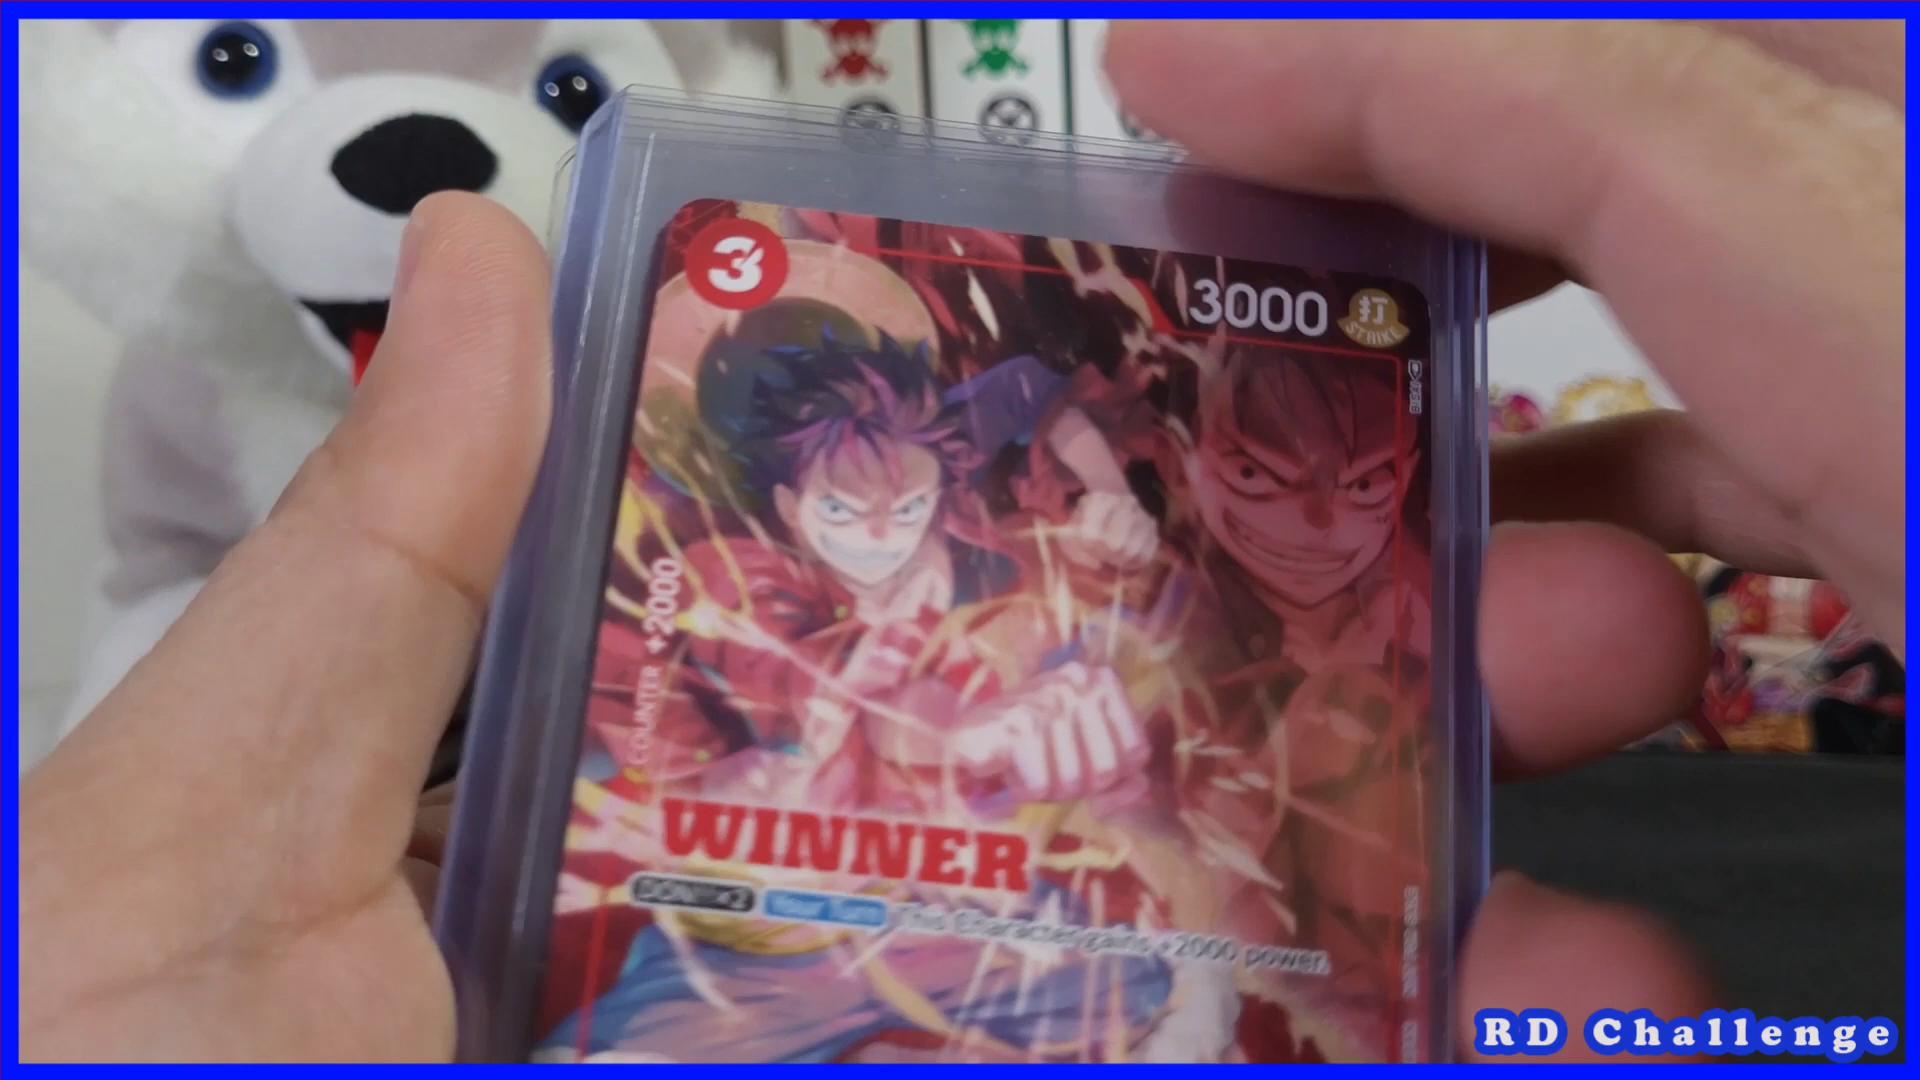 3
3000
打
STRIKE
COUNTER +2000
WINNER
DON!! ×2 Your Turn This Character gains +2000 power.
RD Challenge